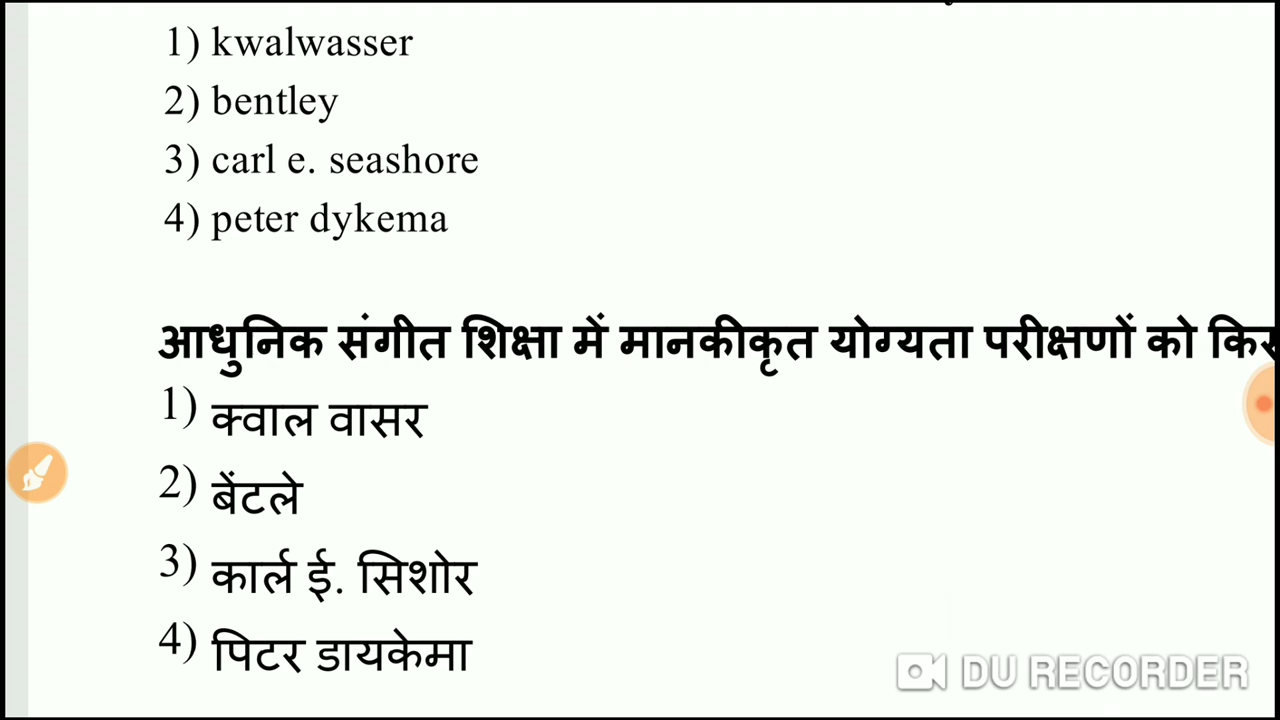 1) kwalwasser
2) bentley
3) carl e. seashore
4) peter dykema
आधुनिक संगीत शिक्षा में मानकीकृत योग्यता परीक्षणों को
1) क्वाल वासर
2) बेंटले
3) कार्ल ई. सिशोर
4) पिटर डायकेमा
DU RECORDER